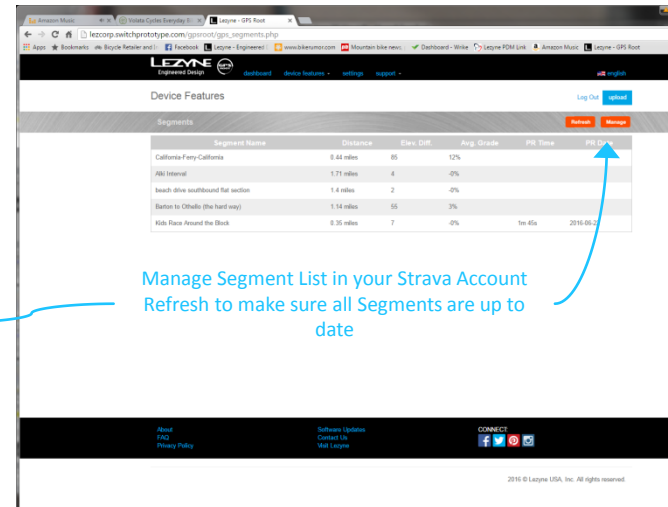 Amazon Music
Volata Cycles Everyday Bi
Lezyne - GPS Root
lezcorp.switchprototype.com/gpsroot/gps_segments.php
Apps Bookmarks Bicycle Retailer and I Facebook Lezyne - Engineered www.bikerumor.com Mountain bike news, Dashboard - Wrike Lezyne PDM Link Amazon Music Lezyne - GPS Root
LEZYNE GPS
Engineered Design dashboard device features settings support english
Device Features Log Out upload
Segments Refresh Manage
Segment Name Distance Elev. Diff. Avg. Grade PR Time PR Date
California-Ferry-California 0.44 miles 85 12%
Alki Interval 1.71 miles 4 -0%
beach drive southbound flat section 1.4 miles 2 -0%
Barton to Othello (the hard way) 1.14 miles 55 3%
Kids Race Around the Block 0.35 miles 7 -0% 1m 45s
Manage Segment List in your Strava Account
Refresh to make sure all Segments are up to
date
About Software Updates CONNECT:
FAQ Contact Us
Privacy Policy Visit Lezyne
2016 © Lezyne USA, Inc. All rights reserved.